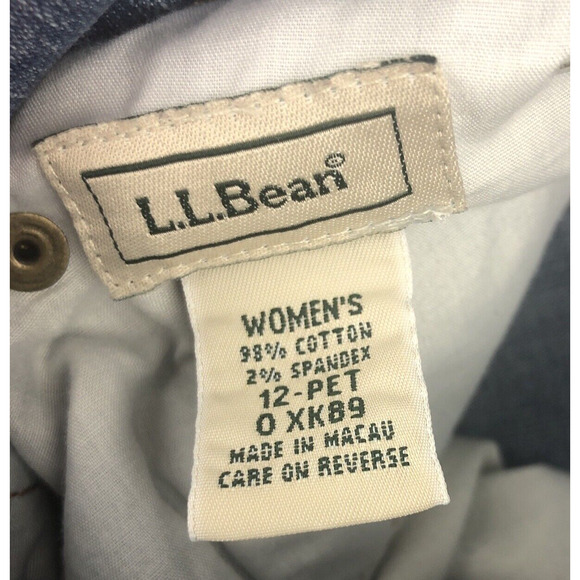 L.L.Bean®
WOMEN'S
98% COTTON
2% SPANDEX
12-PET
0 XK89
MADE IN MACAU
CARE ON REVERSE